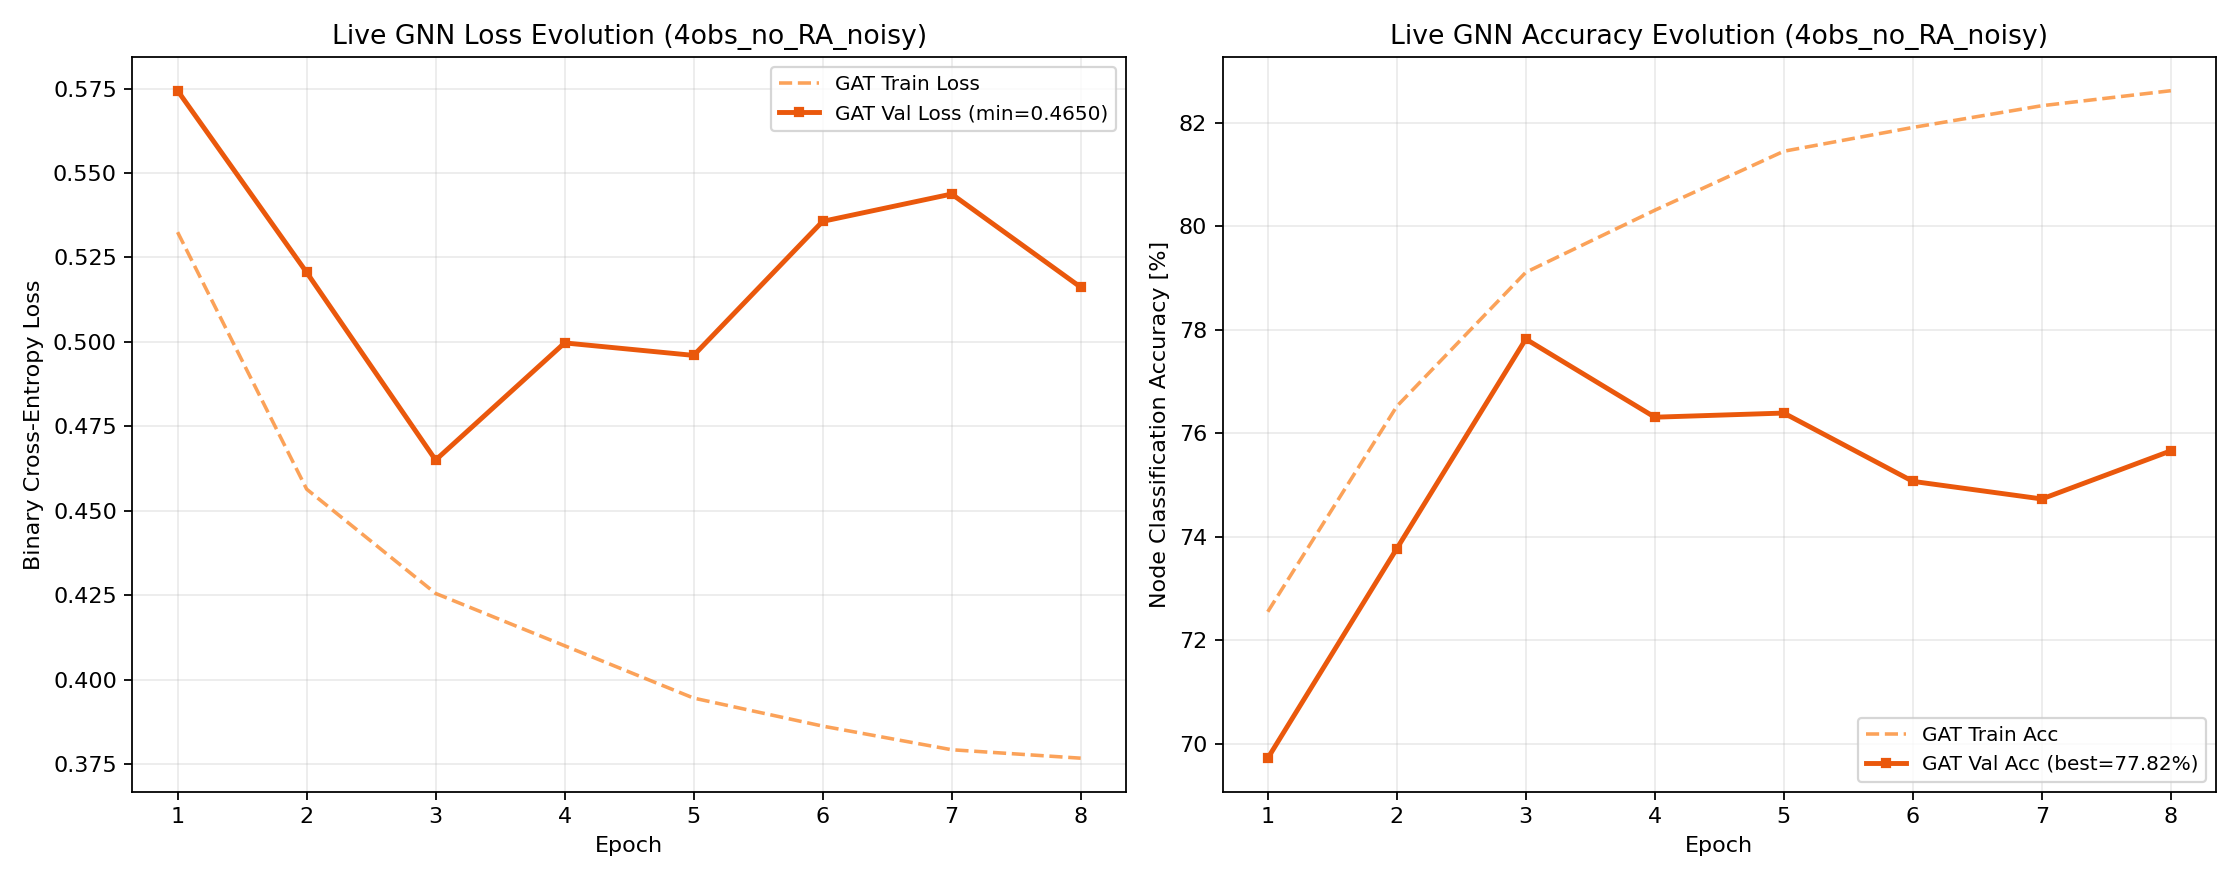 Live GNN Loss Evolution (4obs_no_RA_noisy)
Binary Cross-Entropy Loss
0.575
0.550
0.525
0.500
0.475
0.450
0.425
0.400
0.375
GAT Train Loss
GAT Val Loss (min=0.4650)
1 2 3 4 5 6 7 8
Epoch
Live GNN Accuracy Evolution (4obs_no_RA_noisy)
Node Classification Accuracy [%]
82
80
78
76
74
72
70
GAT Train Acc
GAT Val Acc (best=77.82%)
1 2 3 4 5 6 7 8
Epoch